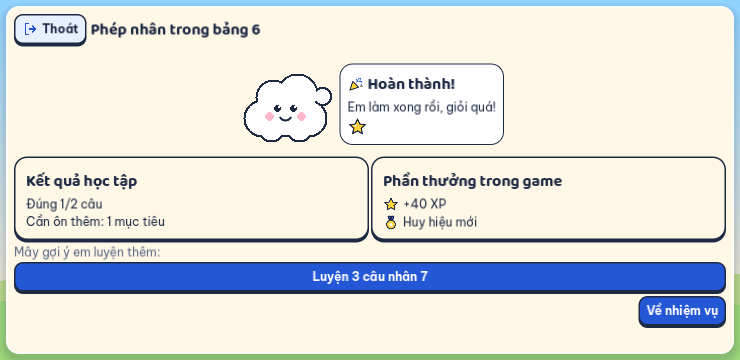 Thoát
Phép nhân trong bảng 6
Hoàn thành!
Em làm xong rồi, giỏi quá!
Kết quả học tập
Đúng 1/2 câu
Cần ôn thêm: 1 mục tiêu
Phần thưởng trong game
+40 XP
Huy hiệu mới
Mây gợi ý em luyện thêm:
Luyện 3 câu nhân 7
Về nhiệm vụ